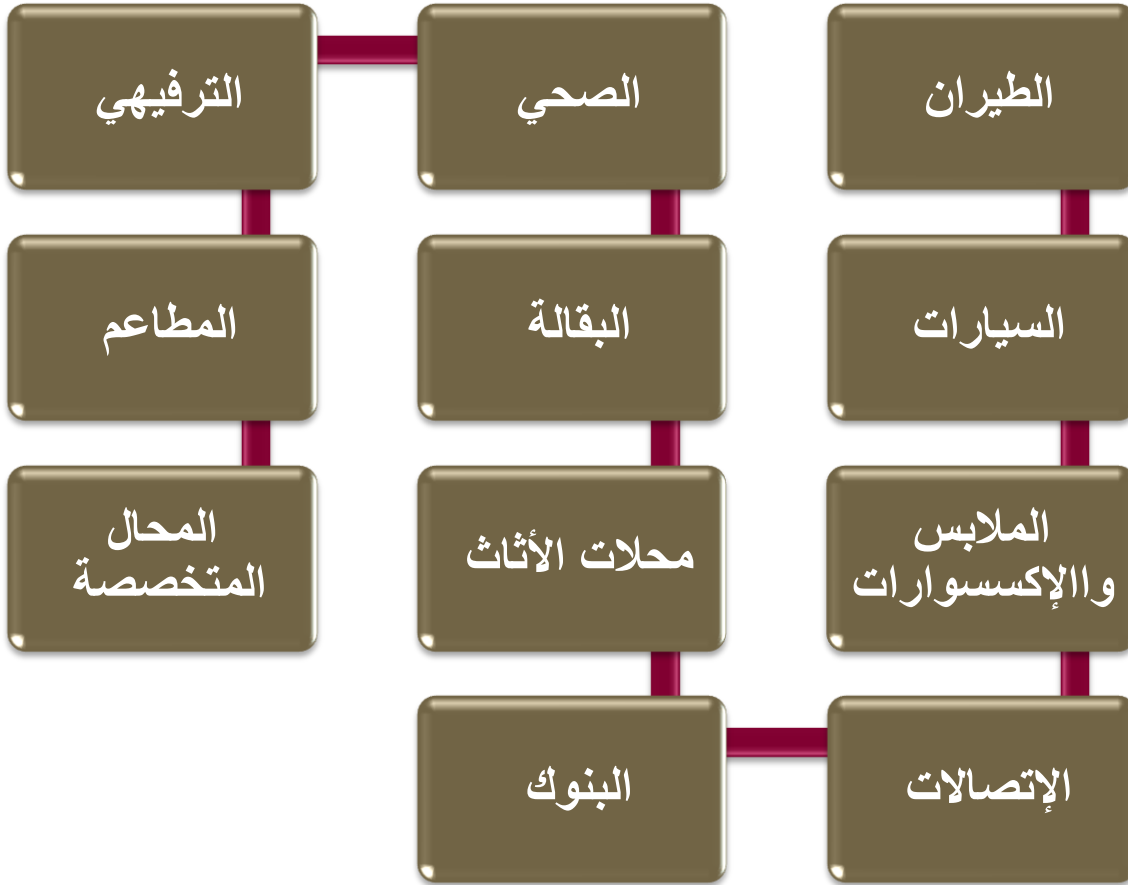 الطيران
السيارات
الملابس
واالإكسسوارات
الإتصالات
البنوك
محلات الأثاث
البقالة
الصحي
الترفيهي
المطاعم
المحال
المتخصصة